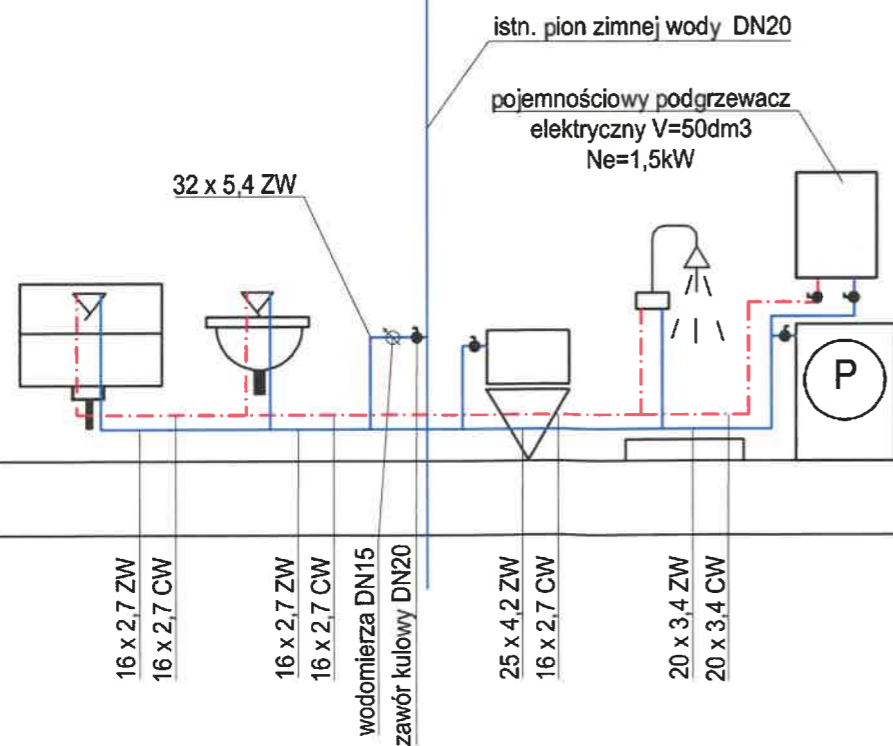 istn. pion zimnej wody DN20
pojemnościowy podgrzewacz
elektryczny V=50dm3
Ne=1,5kW
32 x 5,4 ZW
P
16 x 2,7 ZW
16 x 2,7 CW
16 x 2,7 ZW
16 x 2,7 CW
wodomierza DN15
zawór kulowy DN20
25 x 4,2 ZW
16 x 2,7 CW
20 x 3,4 ZW
20 x 3,4 CW